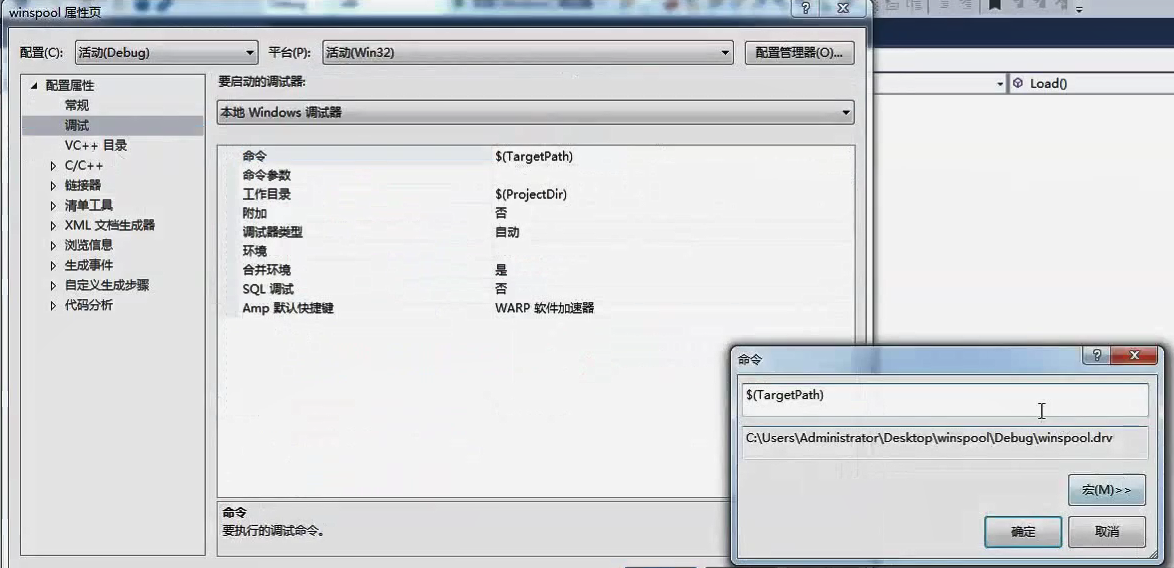 winspool 属性页
配置(C):
活动(Debug)
平台(P):
活动(Win32)
配置管理器(O)...
Load()
配置属性
常规
调试
VC++ 目录
C/C++
链接器
清单工具
XML 文档生成器
浏览信息
生成事件
自定义生成步骤
代码分析
要启动的调试器:
本地 Windows 调试器
命令 $(TargetPath)
命令参数
工作目录 $(ProjectDir)
附加 否
调试器类型 自动
环境
合并环境 是
SQL 调试 否
Amp 默认快捷键 WARP 软件加速器
命令
要执行的调试命令。
命令
$(TargetPath)
C:\Users\Administrator\Desktop\winspool\Debug\winspool.drv
宏(M)>>
确定
取消